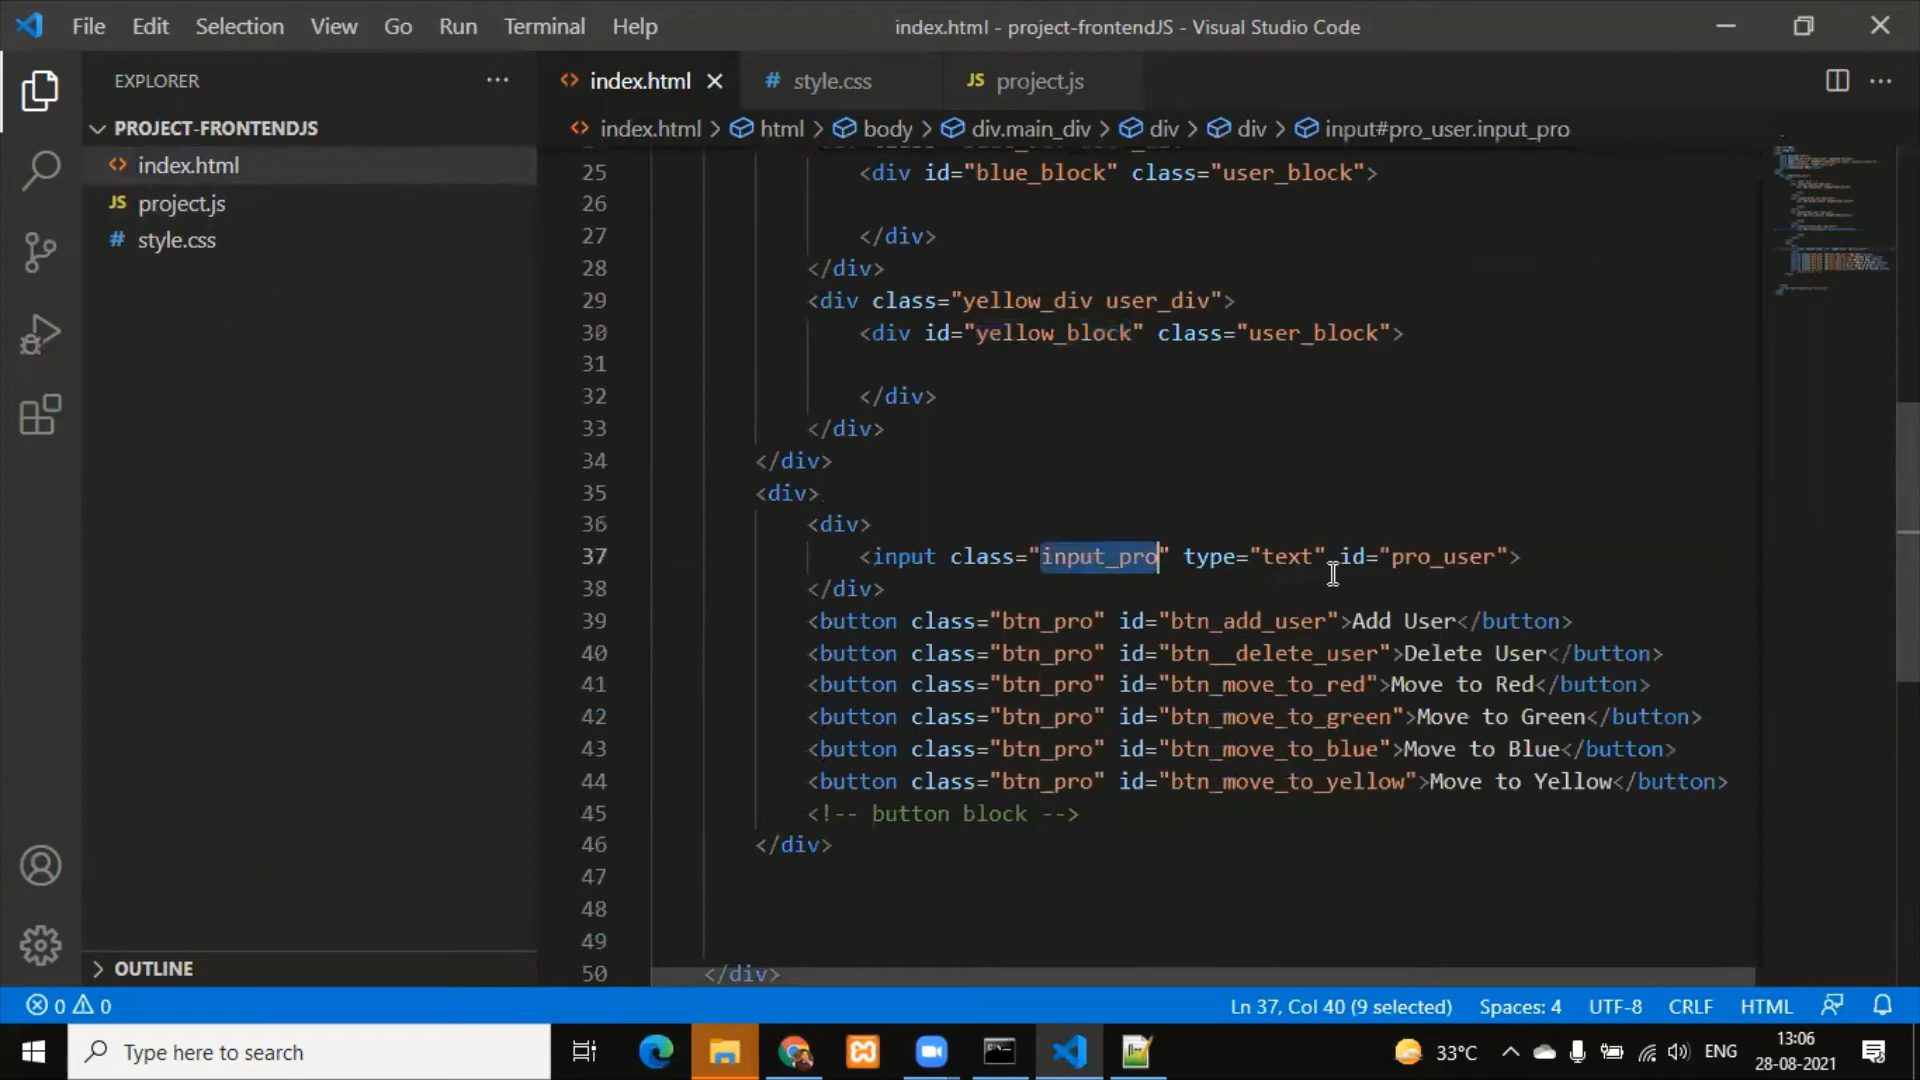 File Edit Selection View Go Run Terminal Help index.html - project-frontendJS - Visual Studio Code
EXPLORER
PROJECT-FRONTENDJS
index.html
JS project.js
# style.css
OUTLINE
index.html # style.css JS project.js
index.html > html > body > div.main_div > div > div > input#pro_user.input_pro
25 <div id="blue_block" class="user_block">
26
27 </div>
28 </div>
29 <div class="yellow_div user_div">
30 <div id="yellow_block" class="user_block">
31
32 </div>
33 </div>
34 </div>
35 <div>
36 <div>
37 <input class="input_pro" type="text" id="pro_user">
38 </div>
39 <button class="btn_pro" id="btn_add_user">Add User</button>
40 <button class="btn_pro" id="btn__delete_user">Delete User</button>
41 <button class="btn_pro" id="btn_move_to_red">Move to Red</button>
42 <button class="btn_pro" id="btn_move_to_green">Move to Green</button>
43 <button class="btn_pro" id="btn_move_to_blue">Move to Blue</button>
44 <button class="btn_pro" id="btn_move_to_yellow">Move to Yellow</button>
45 <!-- button block -->
46 </div>
47
48
49
50 </div>
0 0 Ln 37, Col 40 (9 selected) Spaces: 4 UTF-8 CRLF HTML
Type here to search 33°C ENG 13:06
28-08-2021